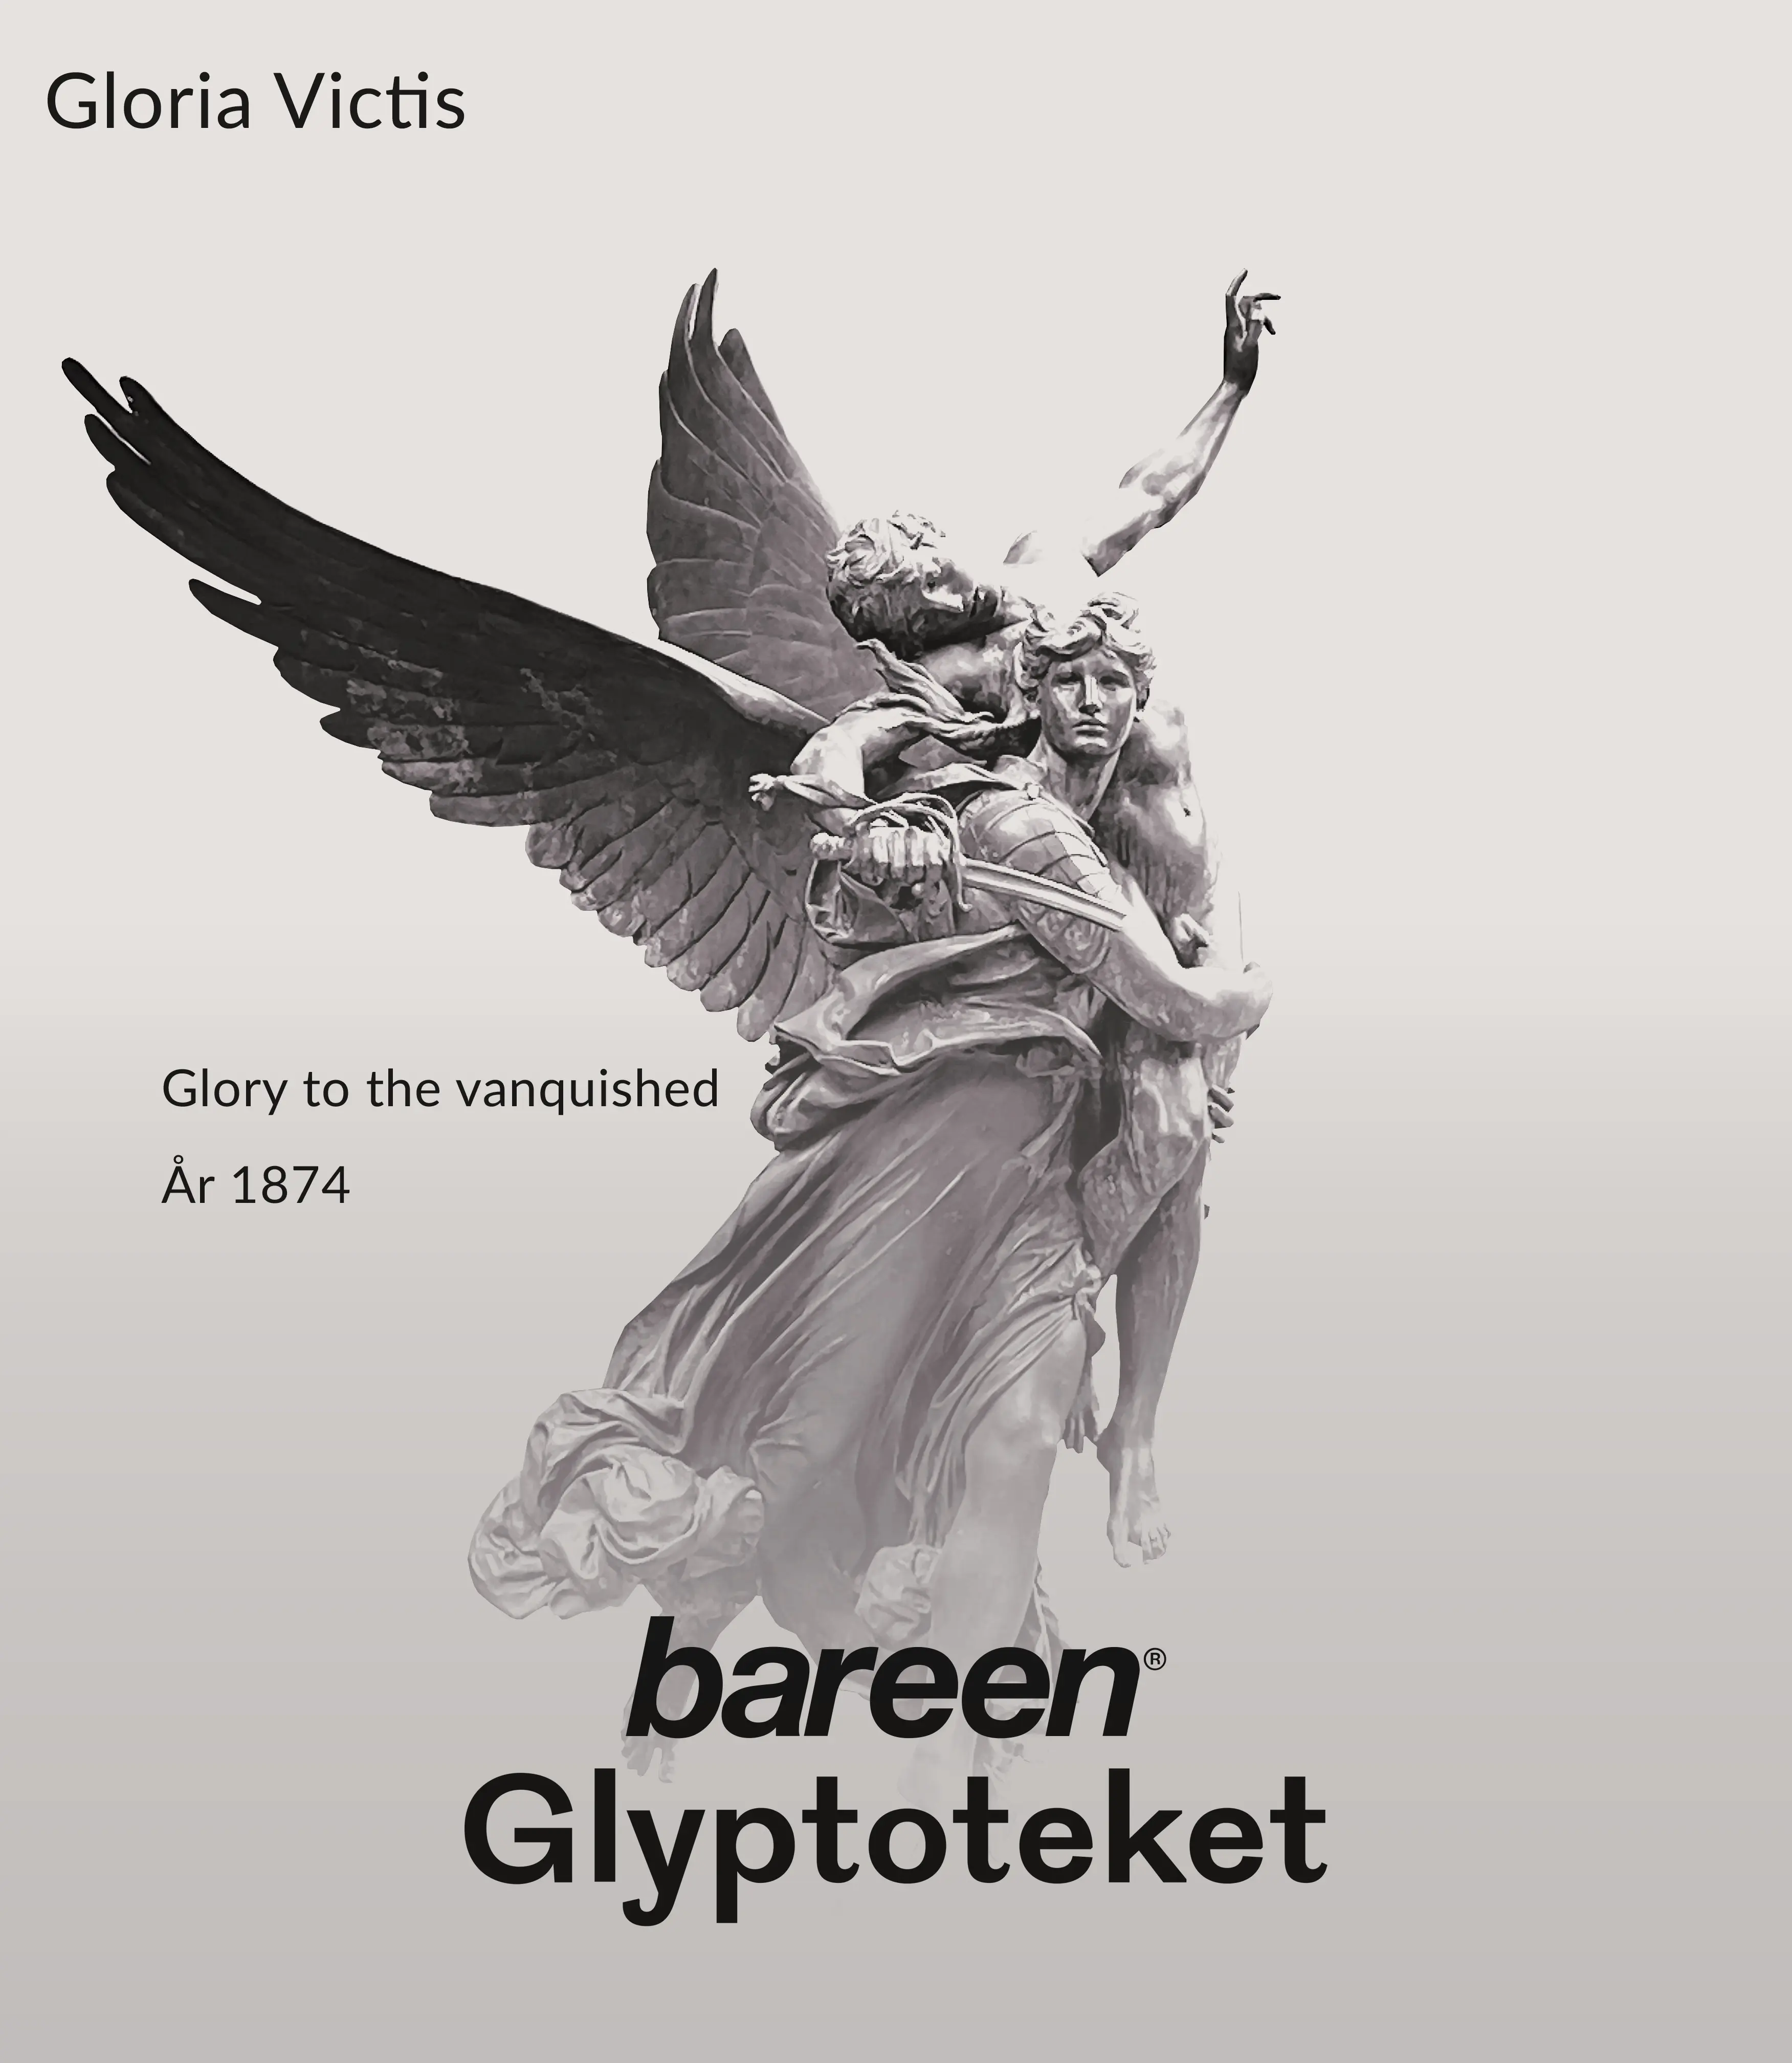 Gloria Victis
Glory to the vanquished
År 1874
bareen®
Glyptoteket